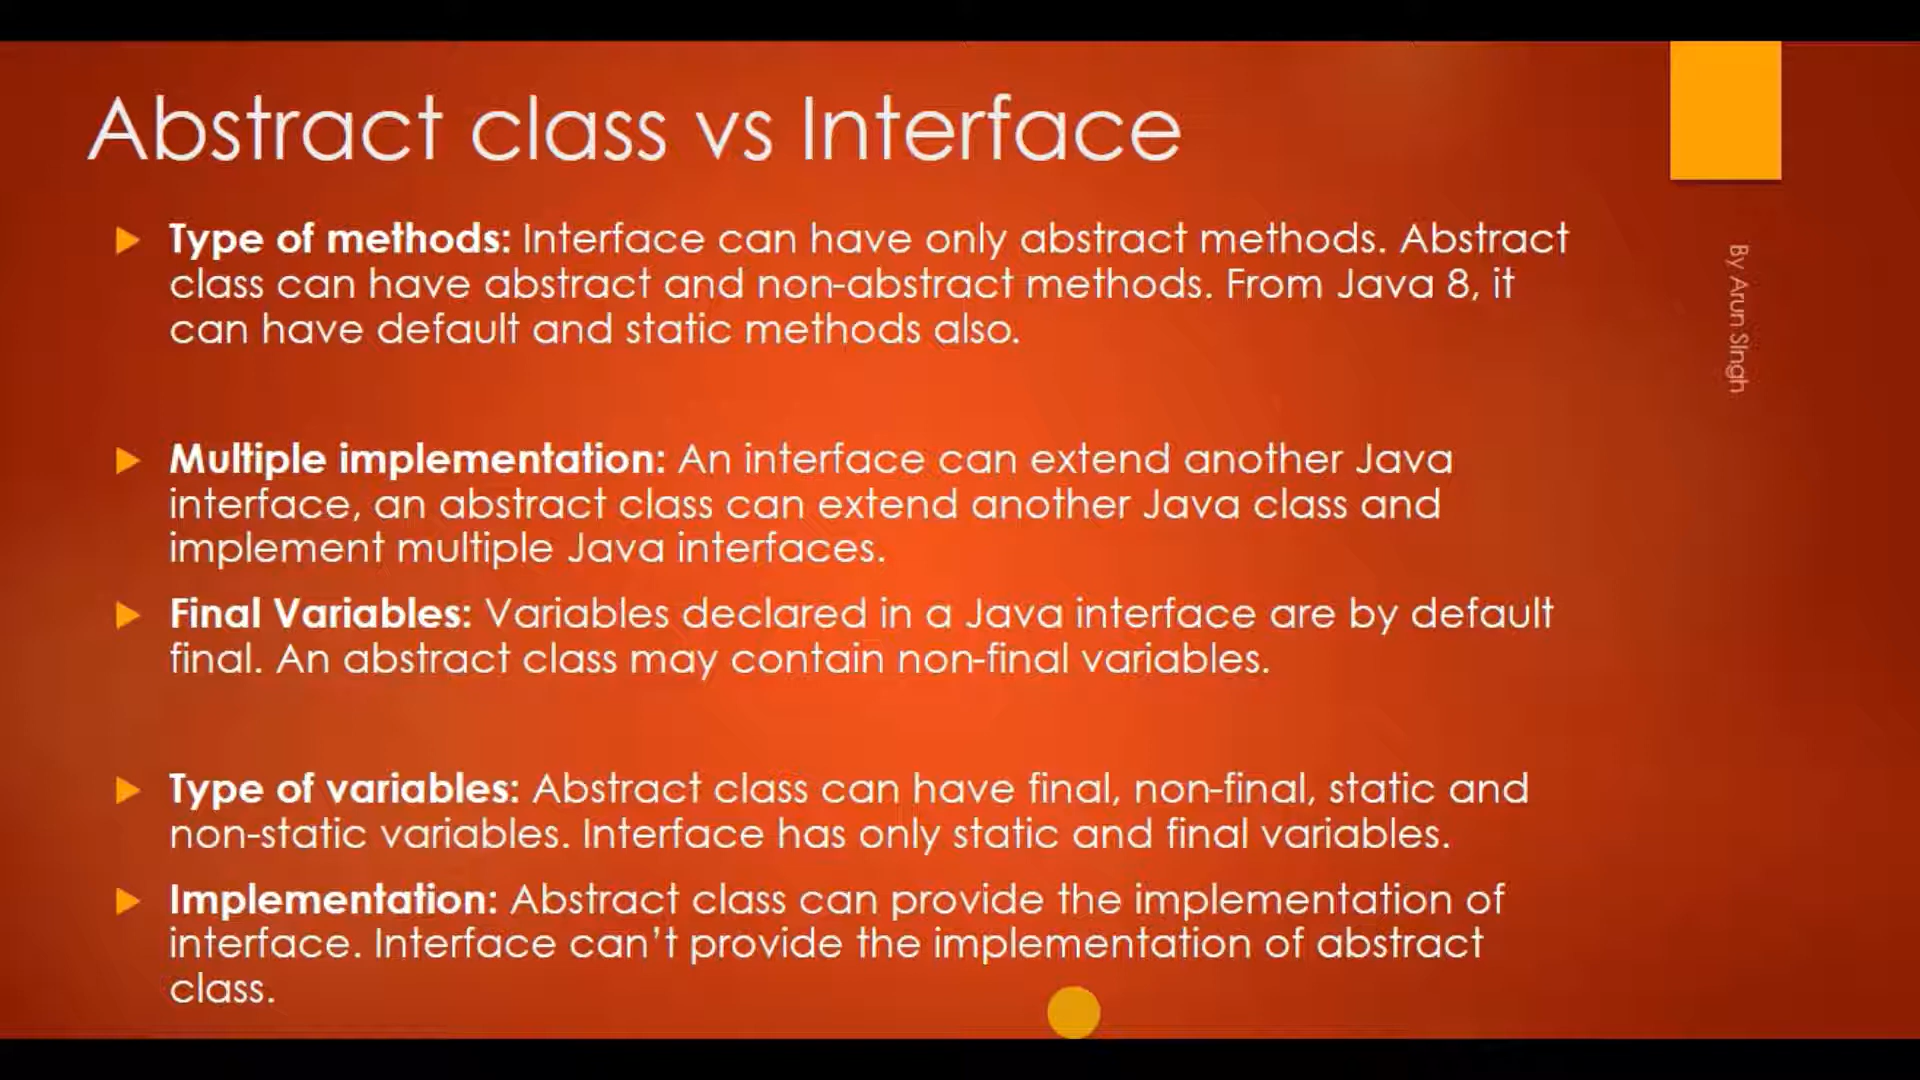 Abstract class vs Interface
Type of methods: Interface can have only abstract methods. Abstract
class can have abstract and non-abstract methods. From Java 8, it
can have default and static methods also.
Multiple implementation: An interface can extend another Java
interface, an abstract class can extend another Java class and
implement multiple Java interfaces.
Final Variables: Variables declared in a Java interface are by default
final. An abstract class may contain non-final variables.
Type of variables: Abstract class can have final, non-final, static and
non-static variables. Interface has only static and final variables.
Implementation: Abstract class can provide the implementation of
interface. Interface can’t provide the implementation of abstract
class.
By Arun SIngh